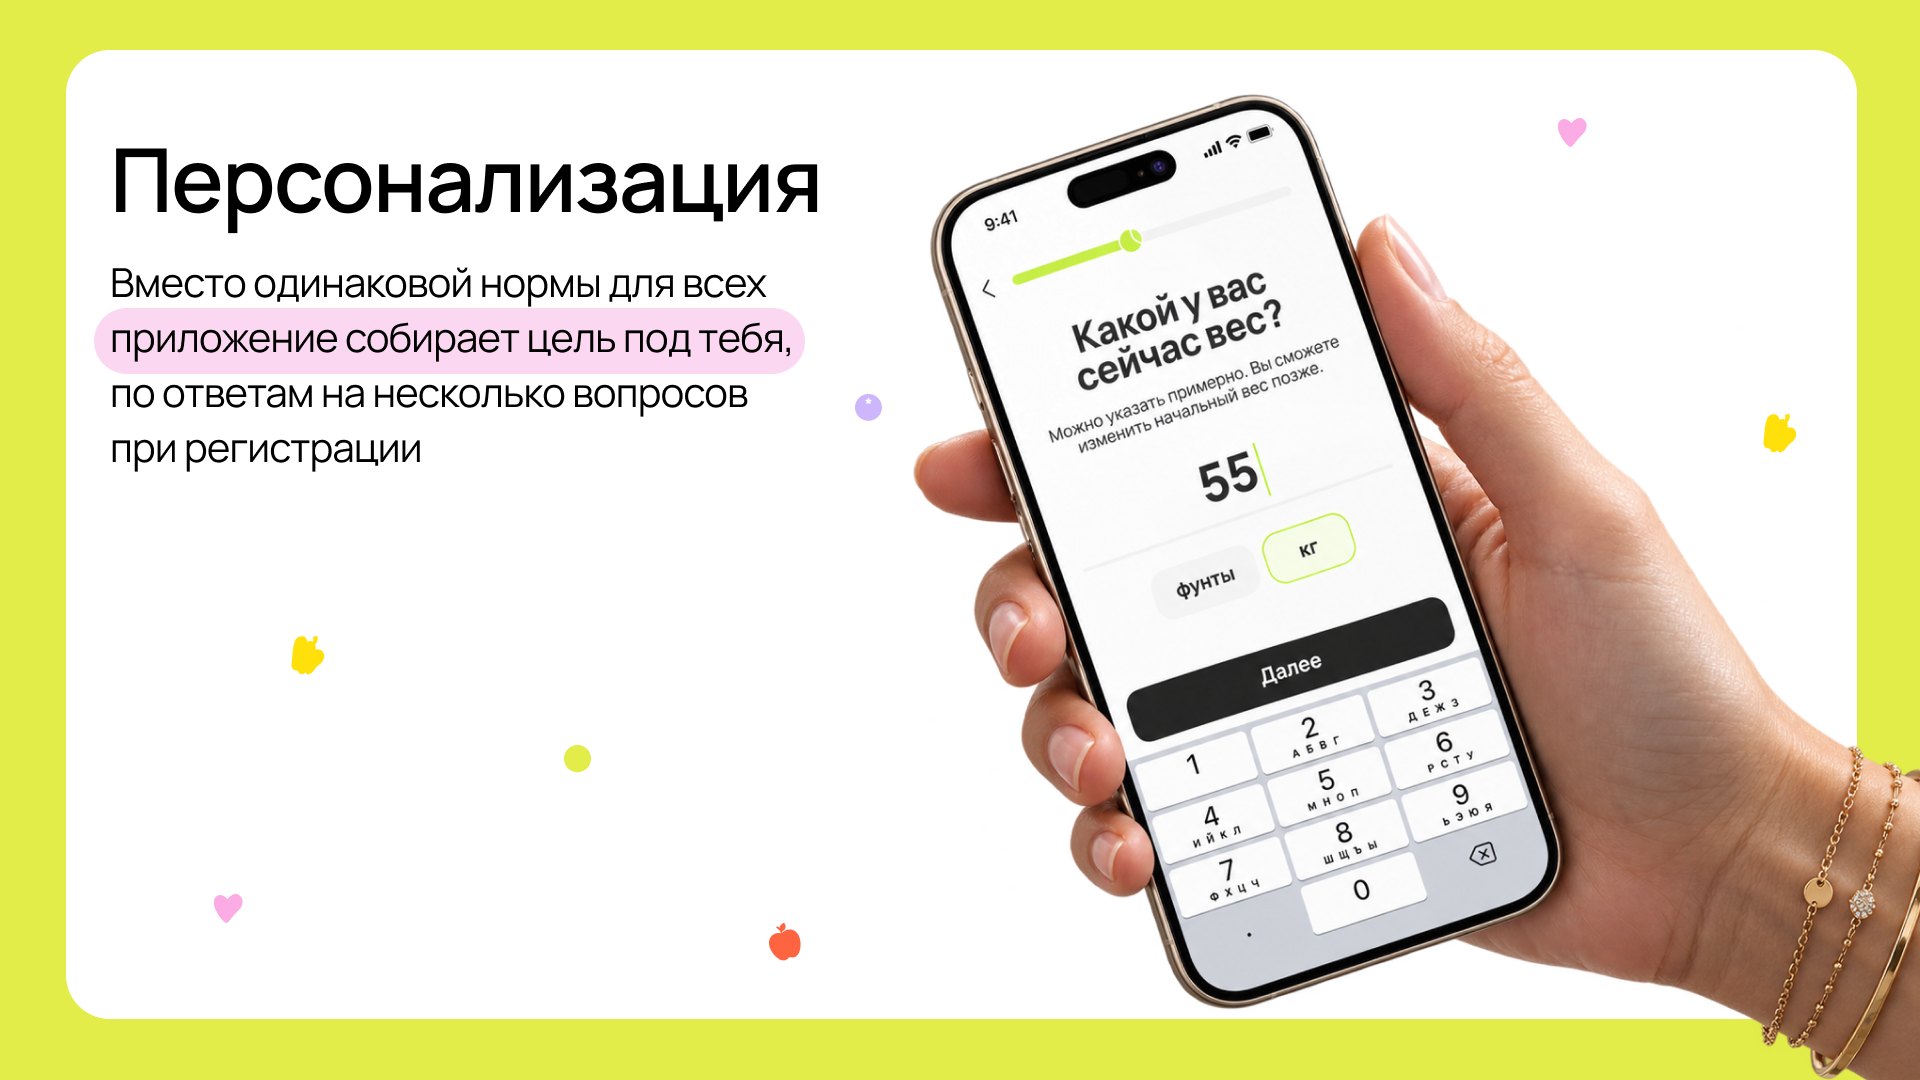 Персонализация
Вместо одинаковой нормы для всех
приложение собирает цель под тебя,
по ответам на несколько вопросов
при регистрации
9:41
Какой у вас
сейчас вес?
Можно указать примерно. Вы сможете
изменить начальный вес позже.
55
фунты
кг
Далее
1
2
АБВГ
3
ДЕЖЗ
4
ИЙКЛ
5
МНОП
6
РСТУ
7
ФХЦЧ
8
ШЩЪЫ
9
ЬЭЮЯ
.
0